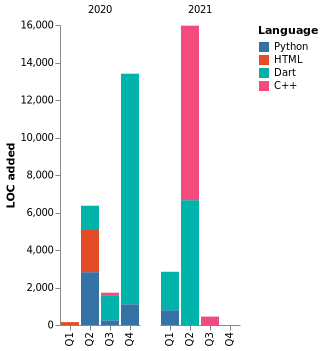 2020 2021
Language
Python
HTML
Dart
C++
LOC added
16,000
14,000
12,000
10,000
8,000
6,000
4,000
2,000
0
Q1 Q2 Q3 Q4 Q1 Q2 Q3 Q4